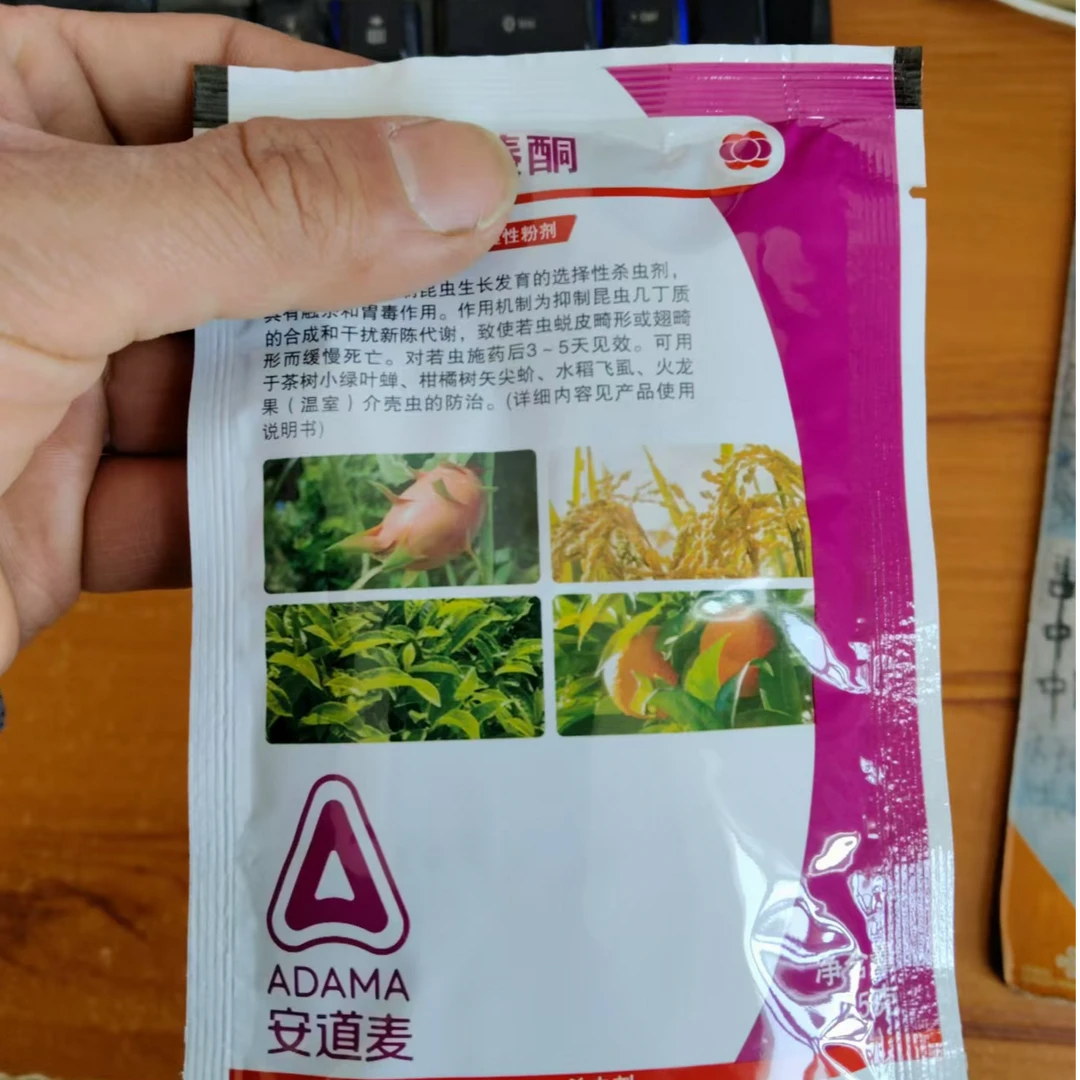 酮
性粉剂
昆虫生长发育的选择性杀虫剂，
和胃毒作用。作用机制为抑制昆虫几丁质
的合成和干扰新陈代谢，致使若虫蜕皮畸形或翅畸
形而缓慢死亡。对若虫施药后3~5天见效。可用
于茶树小绿叶蝉、柑橘树矢尖蚧、水稻飞虱、火龙
果（温室）介壳虫的防治。(详细内容见产品使用
说明书)
ADAMA
安道麦
净
克
中
中